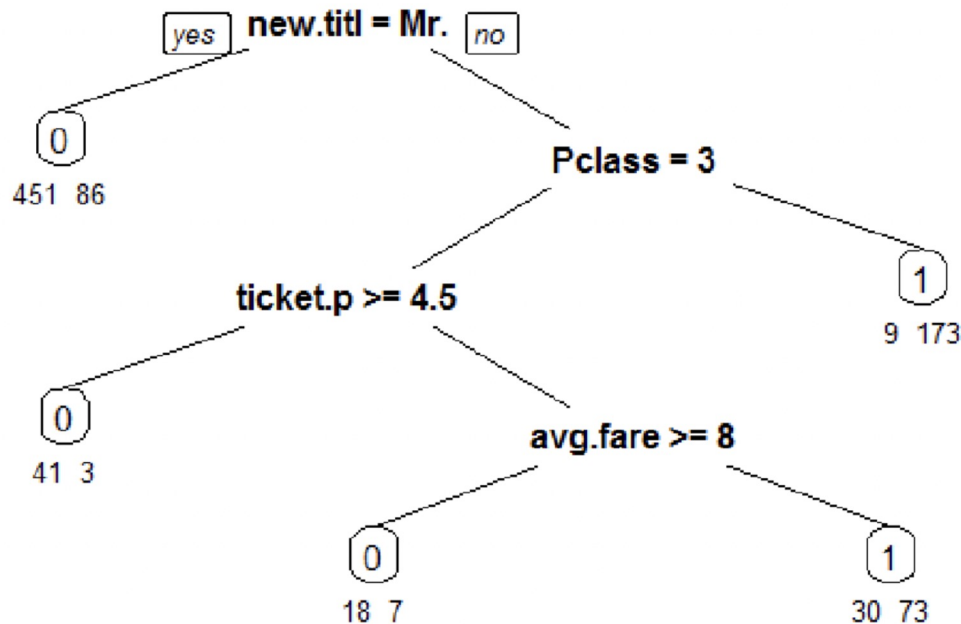 yes new.titl = Mr. no
0
451 86
Pclass = 3
1
9 173
ticket.p >= 4.5
0
41 3
avg.fare >= 8
0
18 7
1
30 73